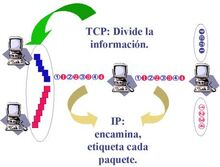 TCP: Divide la
información.
IP:
encamina,
etiqueta cada
paquete.